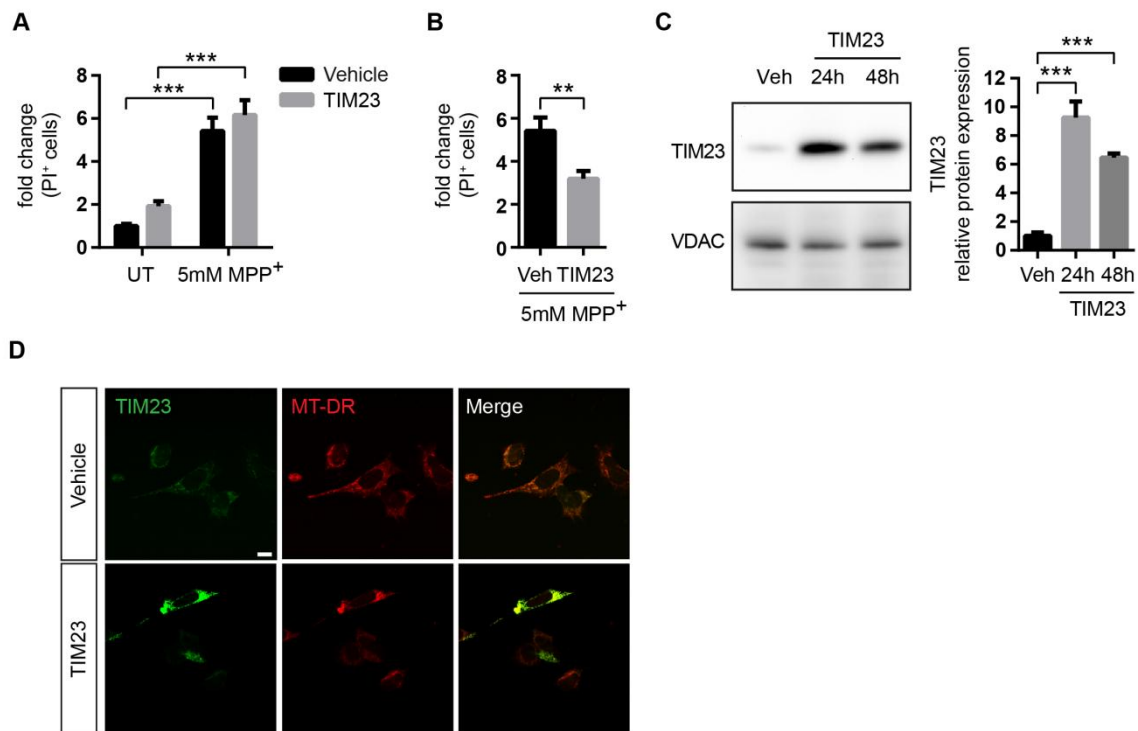 A
fold change
(PI⁺ cells)
8
6
4
2
0
***
***
UT
5mM MPP⁺
Vehicle
TIM23
B
fold change
(PI⁺ cells)
8
6
4
2
0
**
Veh TIM23
5mM MPP⁺
C
TIM23
Veh 24h 48h
TIM23
VDAC
TIM23
relative protein expression
12
10
8
6
4
2
0
***
***
Veh 24h 48h
TIM23
D
TIM23 MT-DR Merge
Vehicle
TIM23